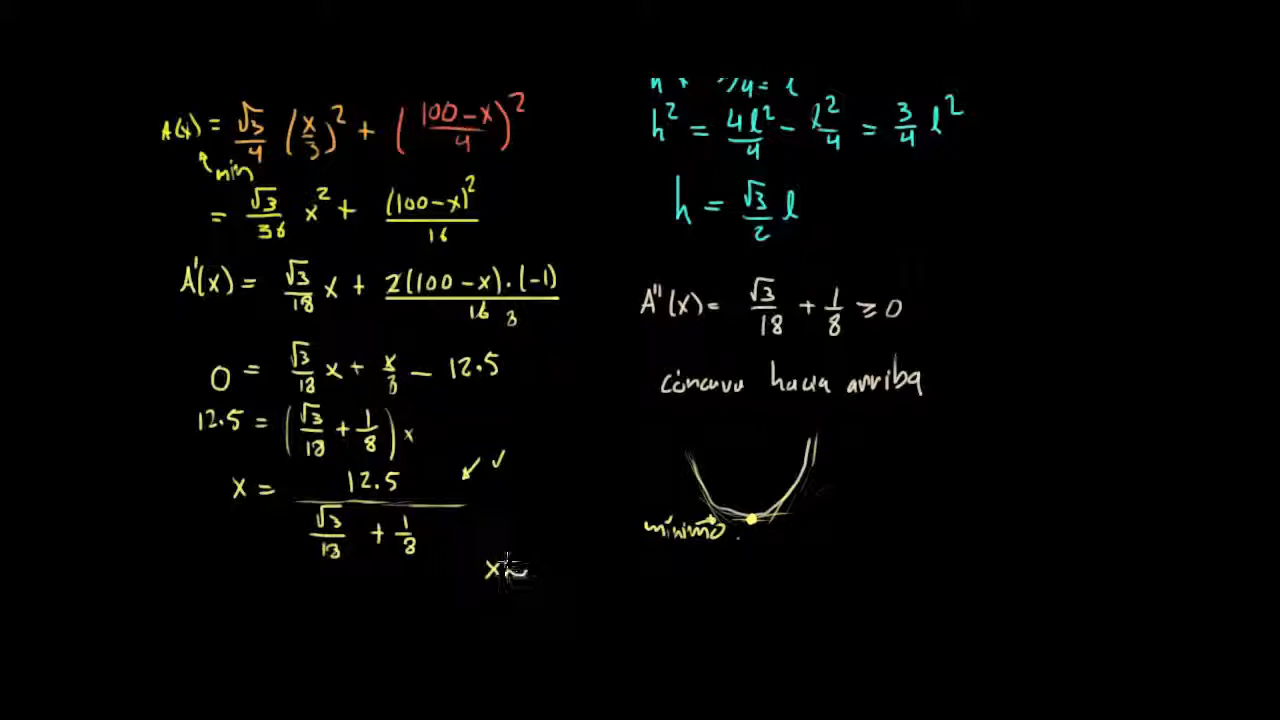 A(x) = √3/4 (x/3)² + (100-x/4)²
min
= √3/36 x² + (100-x)²/16
A'(x) = √3/18 x + 2(100-x)·(-1)/16 8
0 = √3/18 x + x/8 - 12.5
12.5 = (√3/18 + 1/8) x
x = 12.5/(√3/18 + 1/8) ✓
x ≈
h² = 4l²/4 - l²/4 = 3/4 l²
h = √3/2 l
A''(x) = √3/18 + 1/8 ≥ 0
cóncava hacia arriba
mínimo